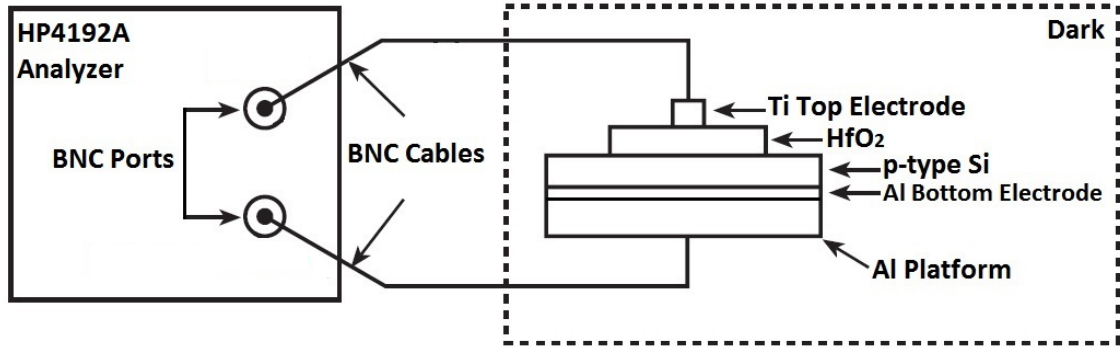 HP4192A
Analyzer
BNC Ports
BNC Cables
Dark
Ti Top Electrode
HfO₂
p-type Si
Al Bottom Electrode
Al Platform